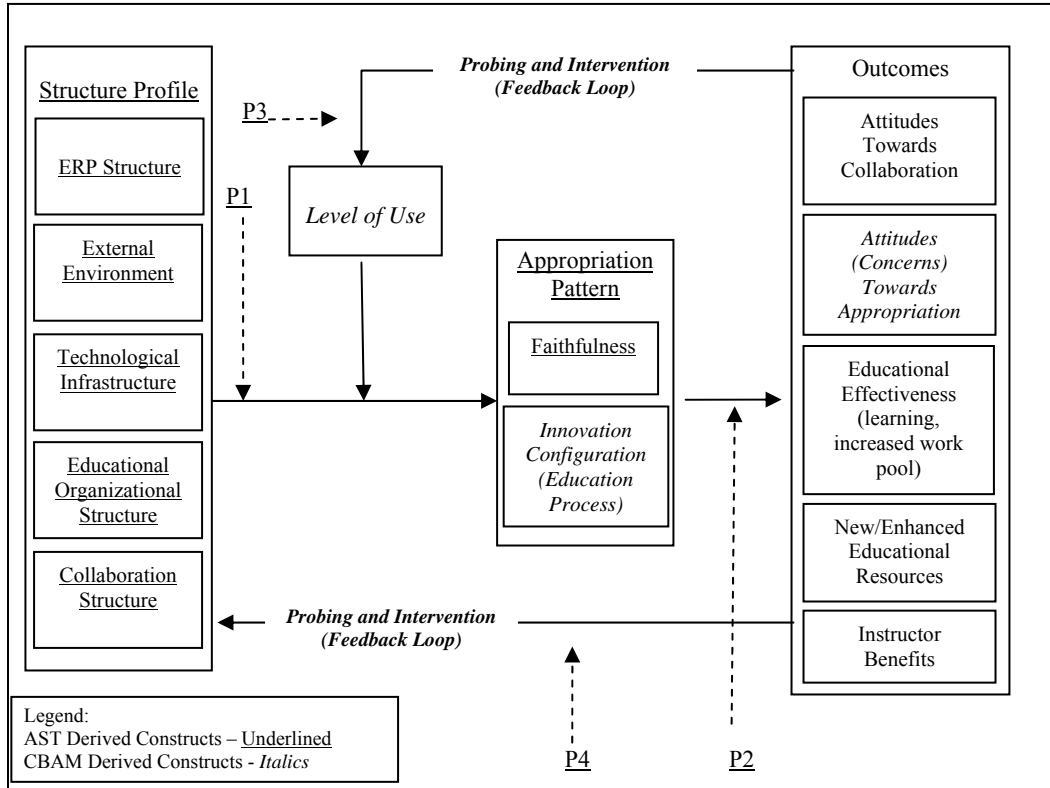 Structure Profile
ERP Structure
External
Environment
Technological
Infrastructure
Educational
Organizational
Structure
Collaboration
Structure
P3
P1
Probing and Intervention
(Feedback Loop)
Level of Use
Appropriation
Pattern
Faithfulness
Innovation
Configuration
(Education
Process)
Probing and Intervention
(Feedback Loop)
P4
P2
Outcomes
Attitudes
Towards
Collaboration
Attitudes
(Concerns)
Towards
Appropriation
Educational
Effectiveness
(learning,
increased work
pool)
New/Enhanced
Educational
Resources
Instructor
Benefits
Legend:
AST Derived Constructs – Underlined
CBAM Derived Constructs - Italics